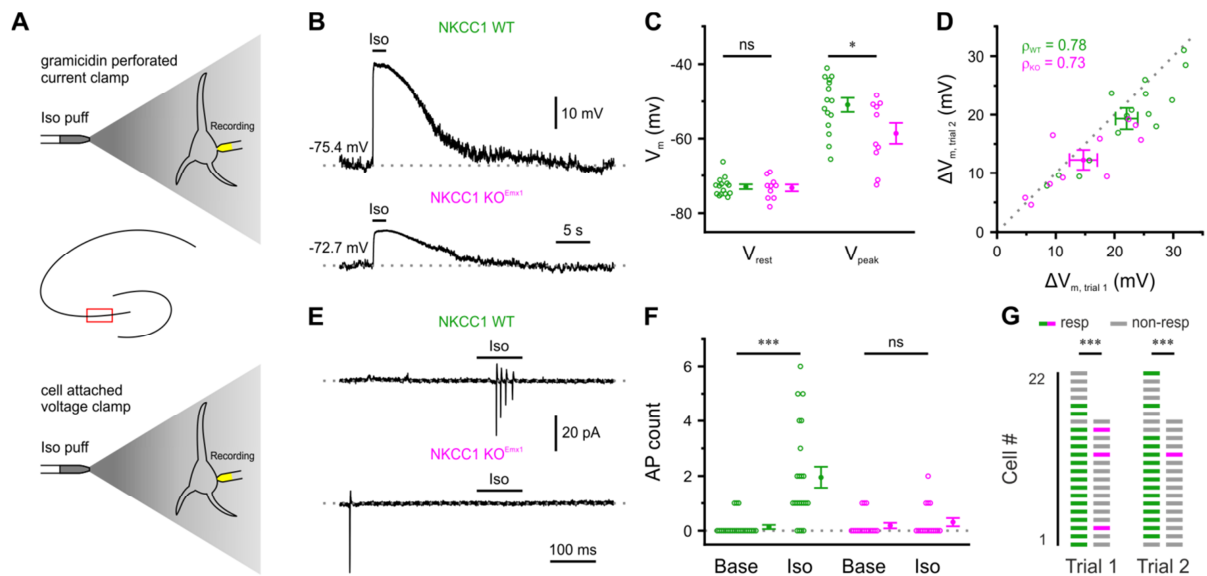 A
gramicidin perforated
current clamp
Iso puff
Recording
cell attached
voltage clamp
Iso puff
Recording
B
NKCC1 WT
Iso
10 mV
-75.4 mV
NKCC1 KO^Emx1
Iso
5 s
-72.7 mV
C
ns
*
-40
-60
-80
V_m (mv)
V_rest
V_peak
D
ρ_WT = 0.78
ρ_KO = 0.73
30
20
10
0
ΔV_m, trial 2 (mV)
0 10 20 30
ΔV_m, trial 1 (mV)
E
NKCC1 WT
Iso
20 pA
NKCC1 KO^Emx1
Iso
100 ms
F
***
ns
6
4
2
0
AP count
Base Iso Base Iso
G
resp non-resp
*** ***
22
Cell #
1
Trial 1 Trial 2